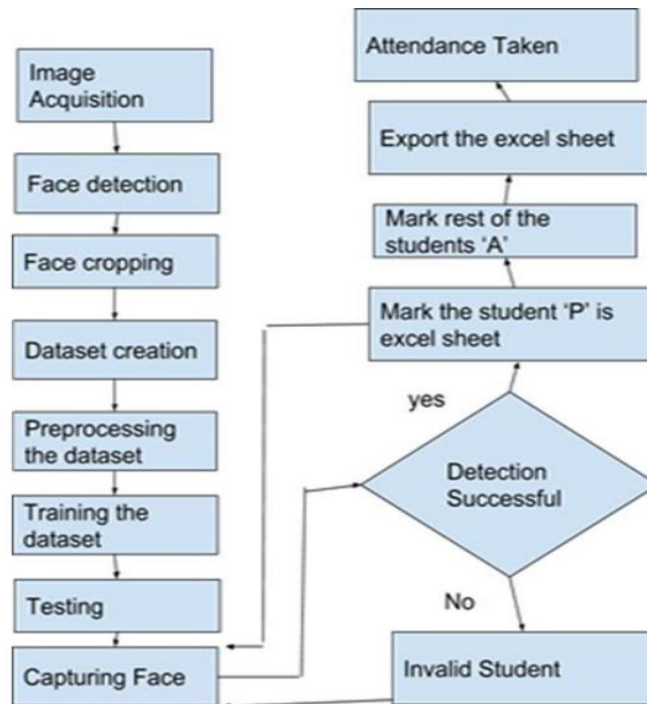 Image
Acquisition
Face detection
Face cropping
Dataset creation
Preprocessing
the dataset
Training the
dataset
Testing
Capturing Face
Attendance Taken
Export the excel sheet
Mark rest of the
students ‘A’
Mark the student ‘P’ is
excel sheet
yes
Detection
Successful
No
Invalid Student